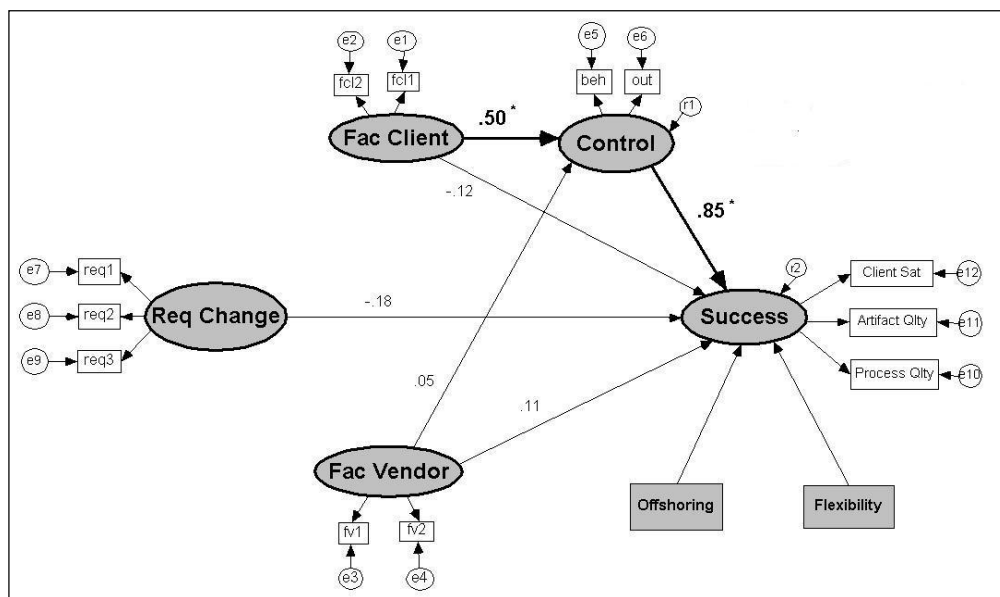 e2
e1
e5
e6
fcl2
fcl1
beh
out
r1
.50 *
Fac Client
Control
-.12
.85 *
e7
req1
e8
req2
Req Change
e9
req3
-.18
r2
Success
Client Sat
e12
Artifact Qlty
e11
Process Qlty
e10
.05
.11
Fac Vendor
Offshoring
Flexibility
fv1
fv2
e3
e4